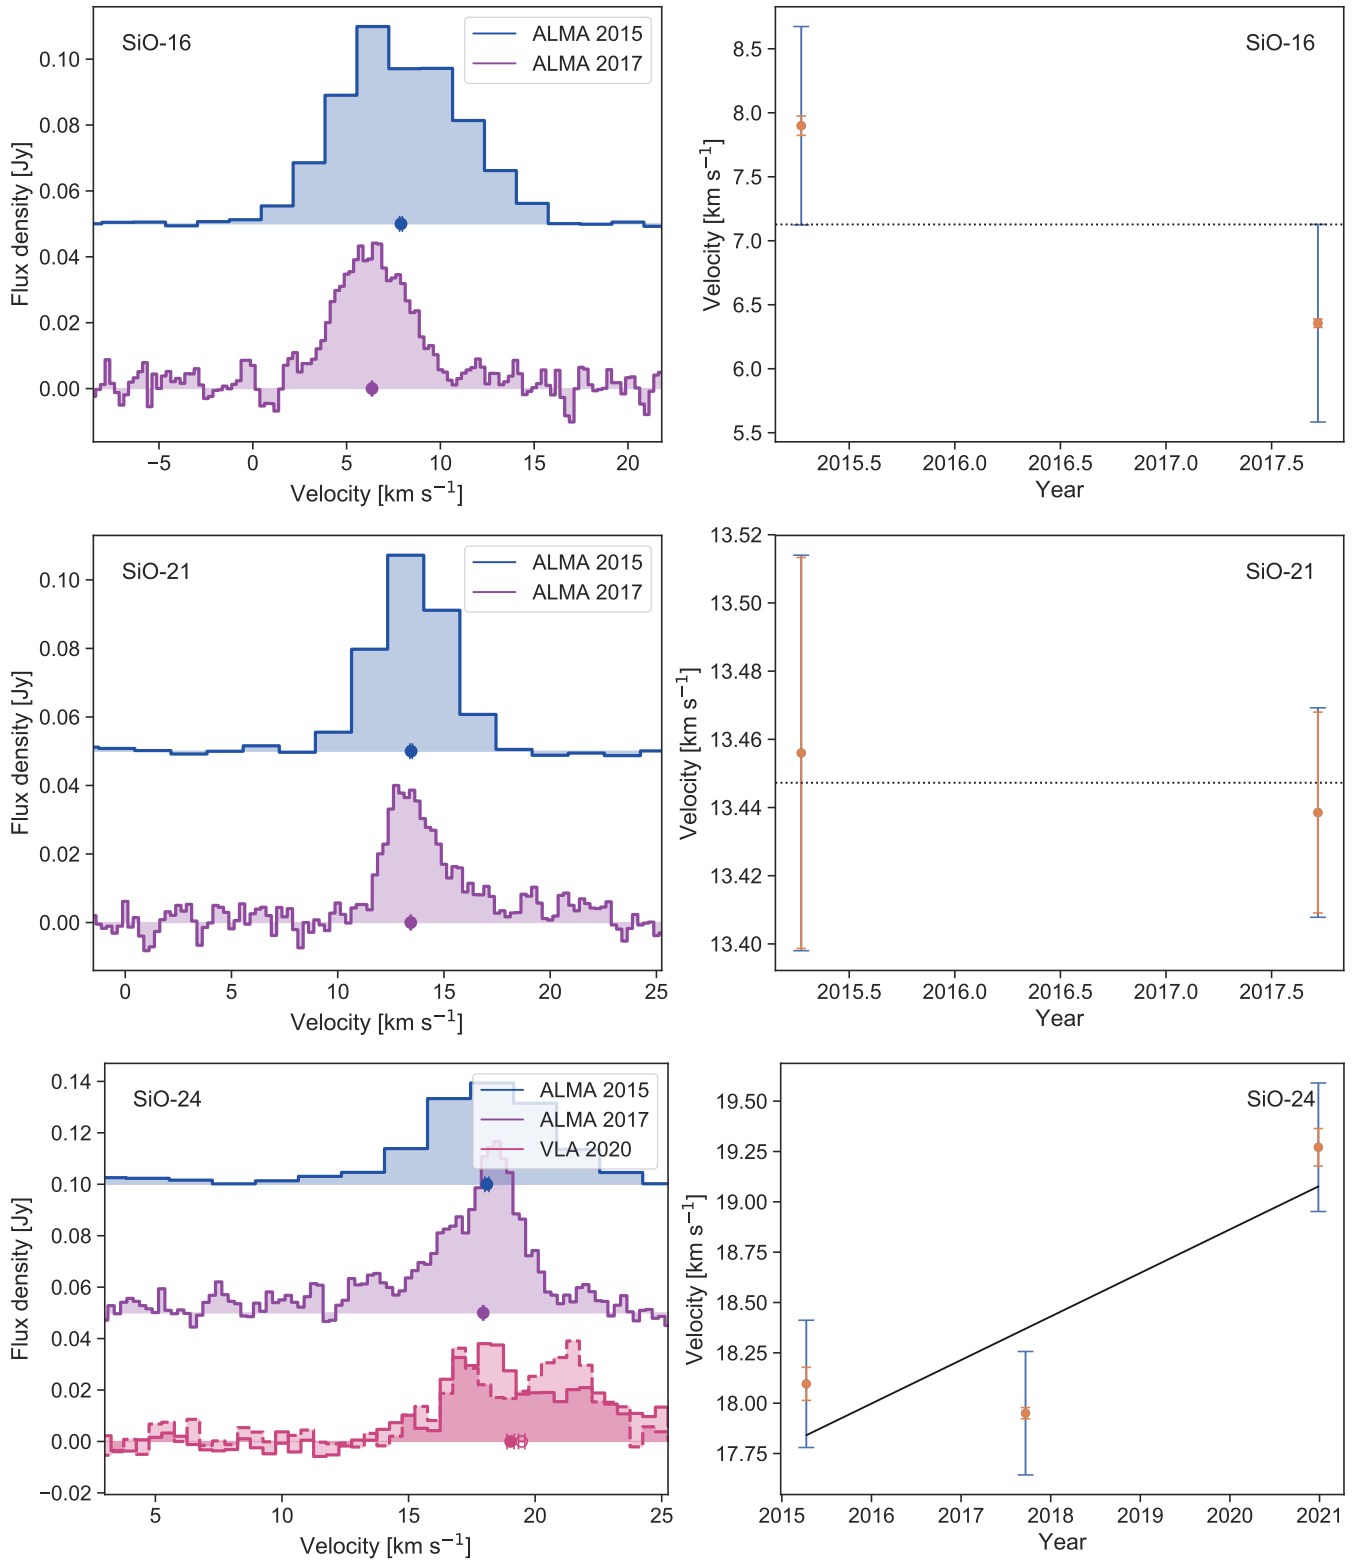 SiO-16
ALMA 2015
ALMA 2017
0.10
0.08
0.06
0.04
0.02
0.00
Flux density [Jy]
−5 0 5 10 15 20
Velocity [km s−1]
SiO-16
8.5
8.0
7.5
7.0
6.5
6.0
5.5
Velocity [km s−1]
2015.5 2016.0 2016.5 2017.0 2017.5
Year
SiO-21
ALMA 2015
ALMA 2017
0.10
0.08
0.06
0.04
0.02
0.00
Flux density [Jy]
0 5 10 15 20 25
Velocity [km s−1]
SiO-21
13.52
13.50
13.48
13.46
13.44
13.42
13.40
Velocity [km s−1]
2015.5 2016.0 2016.5 2017.0 2017.5
Year
SiO-24
ALMA 2015
ALMA 2017
VLA 2020
0.14
0.12
0.10
0.08
0.06
0.04
0.02
0.00
−0.02
Flux density [Jy]
5 10 15 20 25
Velocity [km s−1]
SiO-24
19.50
19.25
19.00
18.75
18.50
18.25
18.00
17.75
Velocity [km s−1]
2015 2016 2017 2018 2019 2020 2021
Year